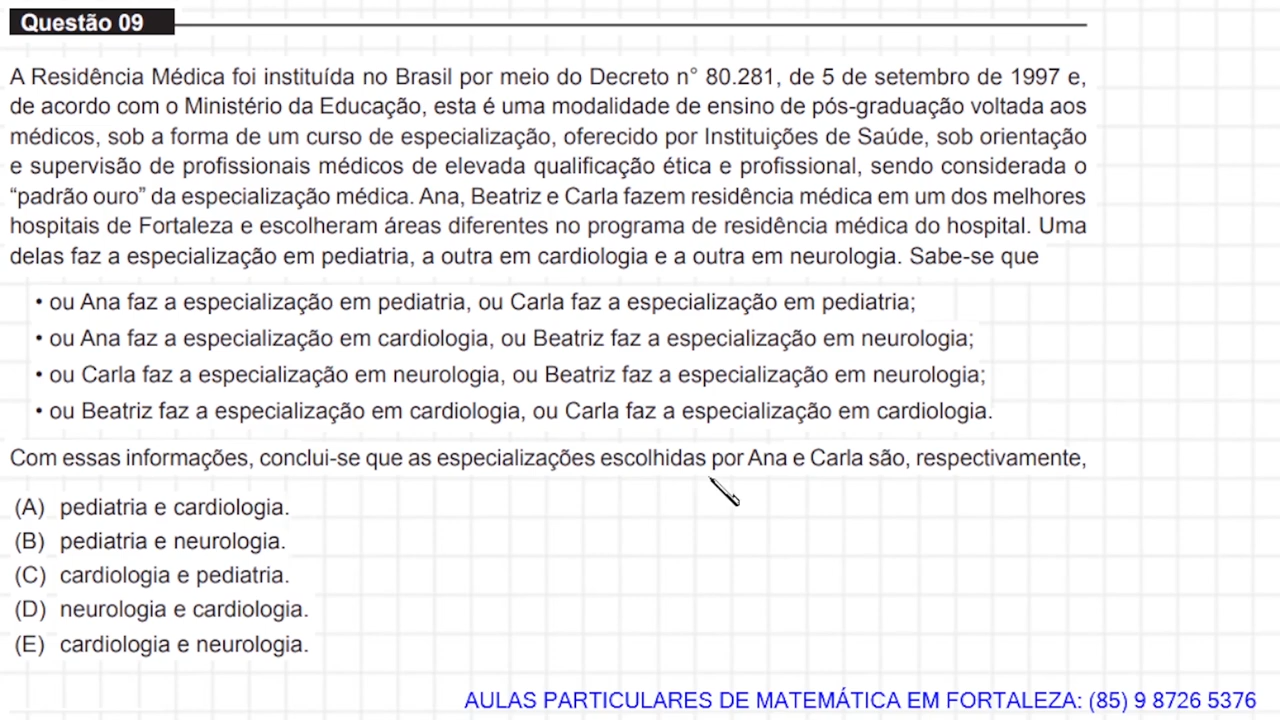 Questão 09
A Residência Médica foi instituída no Brasil por meio do Decreto n° 80.281, de 5 de setembro de 1997 e,
de acordo com o Ministério da Educação, esta é uma modalidade de ensino de pós-graduação voltada aos
médicos, sob a forma de um curso de especialização, oferecido por Instituições de Saúde, sob orientação
e supervisão de profissionais médicos de elevada qualificação ética e profissional, sendo considerada o
“padrão ouro” da especialização médica. Ana, Beatriz e Carla fazem residência médica em um dos melhores
hospitais de Fortaleza e escolheram áreas diferentes no programa de residência médica do hospital. Uma
delas faz a especialização em pediatria, a outra em cardiologia e a outra em neurologia. Sabe-se que
• ou Ana faz a especialização em pediatria, ou Carla faz a especialização em pediatria;
• ou Ana faz a especialização em cardiologia, ou Beatriz faz a especialização em neurologia;
• ou Carla faz a especialização em neurologia, ou Beatriz faz a especialização em neurologia;
• ou Beatriz faz a especialização em cardiologia, ou Carla faz a especialização em cardiologia.
Com essas informações, conclui-se que as especializações escolhidas por Ana e Carla são, respectivamente,
(A) pediatria e cardiologia.
(B) pediatria e neurologia.
(C) cardiologia e pediatria.
(D) neurologia e cardiologia.
(E) cardiologia e neurologia.
AULAS PARTICULARES DE MATEMÁTICA EM FORTALEZA: (85) 9 8726 5376